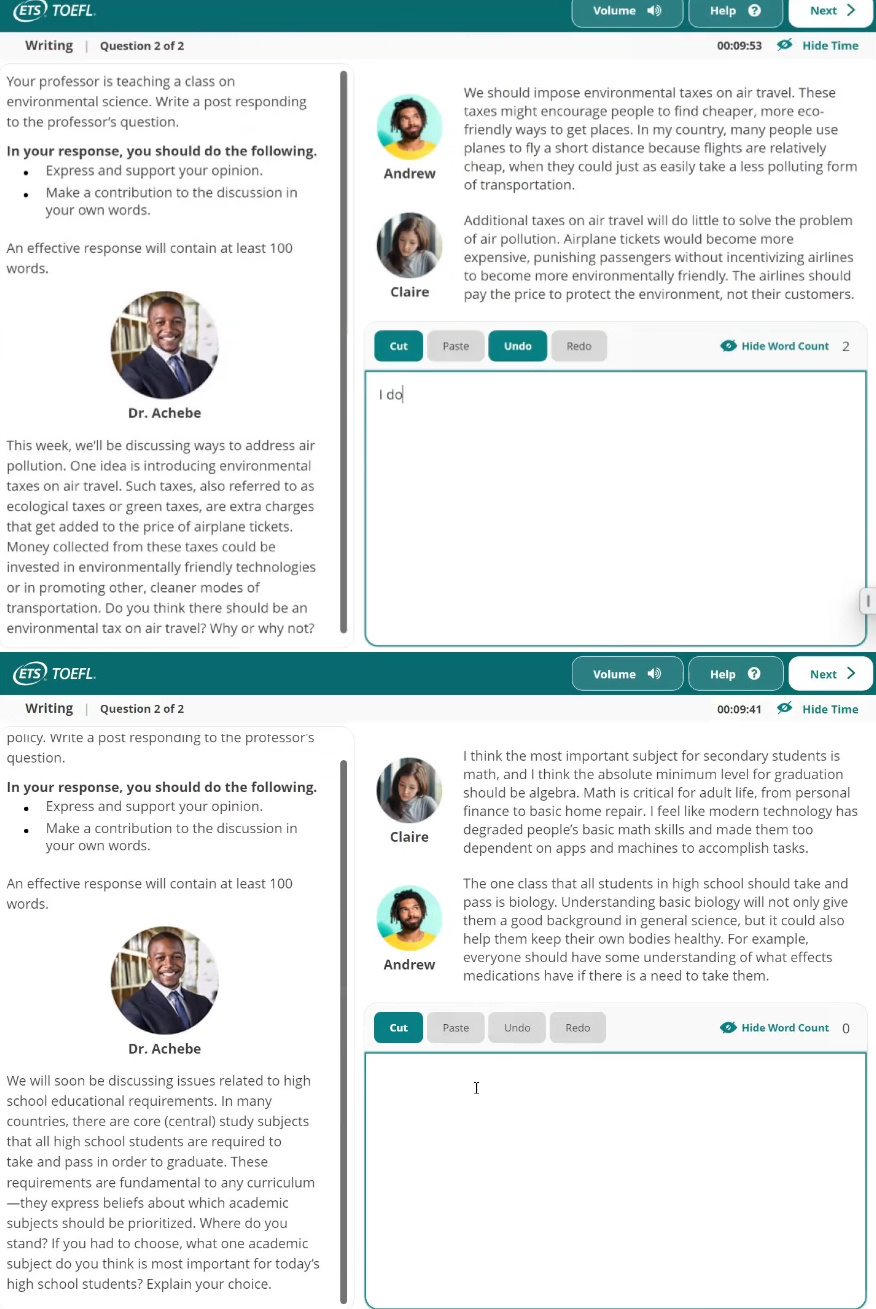 ETS TOEFL.
Volume
Help ?
Next
Writing | Question 2 of 2
00:09:53
Hide Time
Your professor is teaching a class on
environmental science. Write a post responding
to the professor's question.
In your response, you should do the following.
• Express and support your opinion.
• Make a contribution to the discussion in
your own words.
An effective response will contain at least 100
words.
Dr. Achebe
This week, we'll be discussing ways to address air
pollution. One idea is introducing environmental
taxes on air travel. Such taxes, also referred to as
ecological taxes or green taxes, are extra charges
that get added to the price of airplane tickets.
Money collected from these taxes could be
invested in environmentally friendly technologies
or in promoting other, cleaner modes of
transportation. Do you think there should be an
environmental tax on air travel? Why or why not?
Andrew
We should impose environmental taxes on air travel. These
taxes might encourage people to find cheaper, more eco-
friendly ways to get places. In my country, many people use
planes to fly a short distance because flights are relatively
cheap, when they could just as easily take a less polluting form
of transportation.
Claire
Additional taxes on air travel will do little to solve the problem
of air pollution. Airplane tickets would become more
expensive, punishing passengers without incentivizing airlines
to become more environmentally friendly. The airlines should
pay the price to protect the environment, not their customers.
Cut
Paste
Undo
Redo
Hide Word Count 2
I do
ETS TOEFL.
Volume
Help ?
Next
Writing | Question 2 of 2
00:09:41
Hide Time
policy. Write a post responding to the professor's
question.
In your response, you should do the following.
• Express and support your opinion.
• Make a contribution to the discussion in
your own words.
An effective response will contain at least 100
words.
Dr. Achebe
We will soon be discussing issues related to high
school educational requirements. In many
countries, there are core (central) study subjects
that all high school students are required to
take and pass in order to graduate. These
requirements are fundamental to any curriculum
—they express beliefs about which academic
subjects should be prioritized. Where do you
stand? If you had to choose, what one academic
subject do you think is most important for today's
high school students? Explain your choice.
Claire
I think the most important subject for secondary students is
math, and I think the absolute minimum level for graduation
should be algebra. Math is critical for adult life, from personal
finance to basic home repair. I feel like modern technology has
degraded people's basic math skills and made them too
dependent on apps and machines to accomplish tasks.
Andrew
The one class that all students in high school should take and
pass is biology. Understanding basic biology will not only give
them a good background in general science, but it could also
help them keep their own bodies healthy. For example,
everyone should have some understanding of what effects
medications have if there is a need to take them.
Cut
Paste
Undo
Redo
Hide Word Count 0